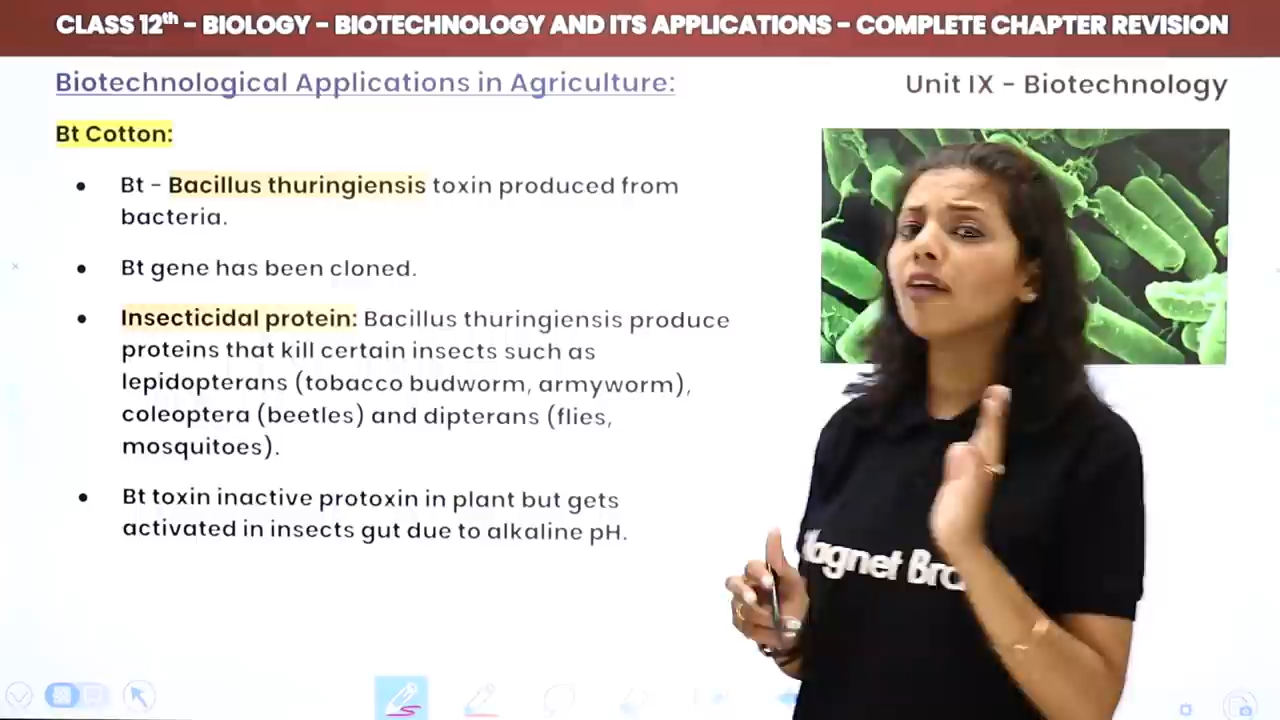 CLASS 12th – BIOLOGY – BIOTECHNOLOGY AND ITS APPLICATIONS – COMPLETE CHAPTER REVISION
Biotechnological Applications in Agriculture:
Unit IX – Biotechnology
Bt Cotton:
• Bt – Bacillus thuringiensis toxin produced from
bacteria.
• Bt gene has been cloned.
• Insecticidal protein: Bacillus thuringiensis produce
proteins that kill certain insects such as
lepidopterans (tobacco budworm, armyworm),
coleoptera (beetles) and dipterans (flies,
mosquitoes).
• Bt toxin inactive protoxin in plant but gets
activated in insects gut due to alkaline pH.
Magnet Bra